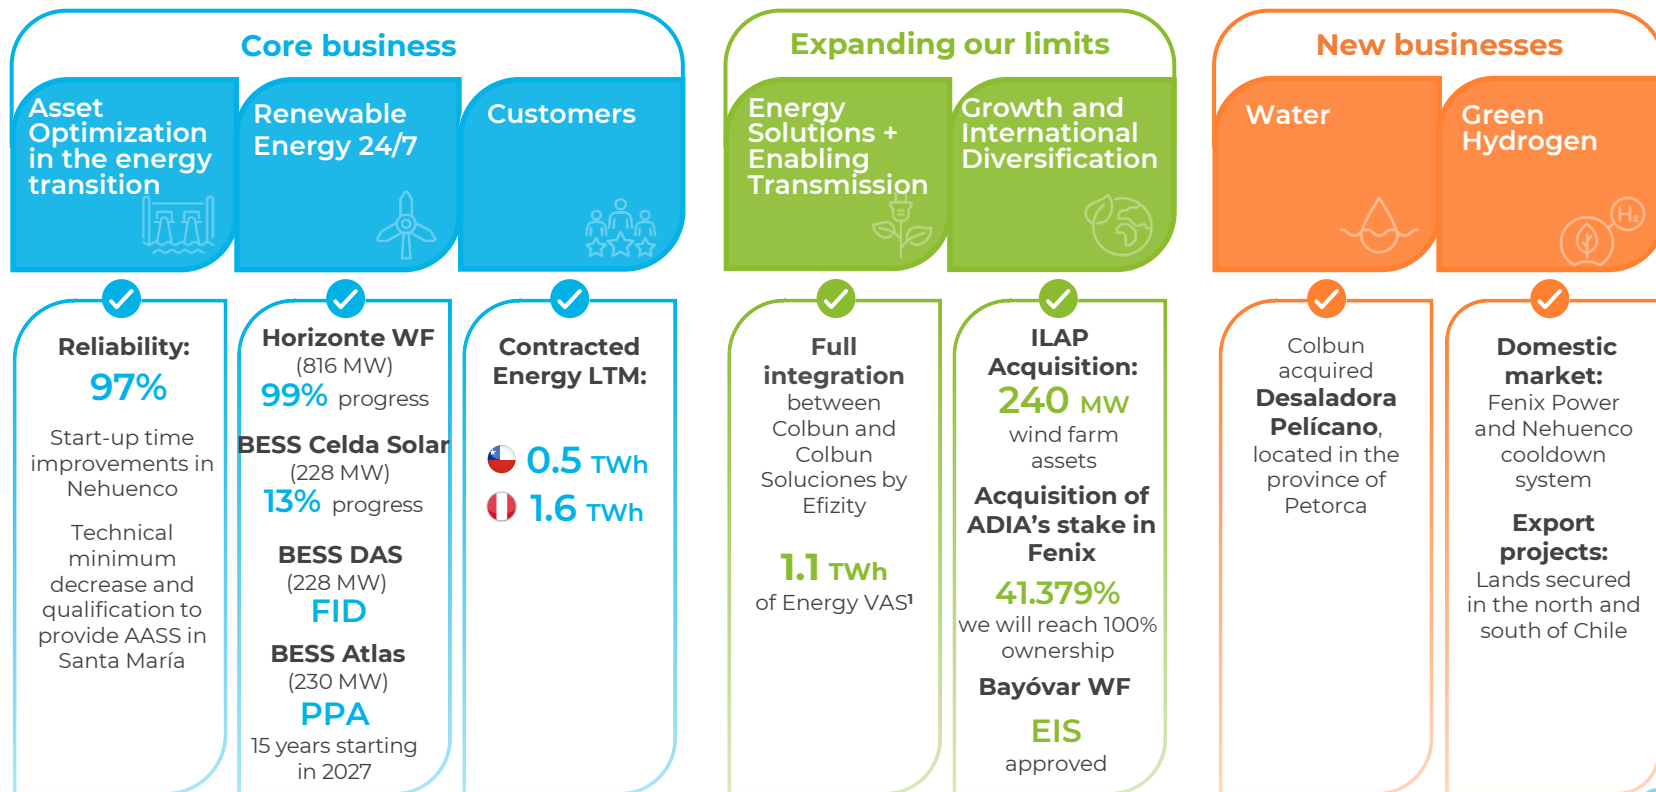 Core business
Asset
Optimization
in the energy
transition
Renewable
Energy 24/7
Customers
Reliability:
97%
Start-up time
improvements in
Nehuenco
Technical
minimum
decrease and
qualification to
provide AASS in
Santa María
Horizonte WF
(816 MW)
99% progress
BESS Celda Solar
(228 MW)
13% progress
BESS DAS
(228 MW)
FID
BESS Atlas
(230 MW)
PPA
15 years starting
in 2027
Contracted
Energy LTM:
0.5 TWh
1.6 TWh
Expanding our limits
Energy
Solutions +
Enabling
Transmission
Growth and
International
Diversification
Full
integration
between
Colbun and
Colbun
Soluciones by
Efizity
1.1 TWh
of Energy VAS¹
ILAP
Acquisition:
240 MW
wind farm
assets
Acquisition of
ADIA’s stake in
Fenix
41.379%
we will reach 100%
ownership
Bayóvar WF
EIS
approved
New businesses
Water
Green
Hydrogen
H₂
Colbun
acquired
Desaladora
Pelícano,
located in the
province of
Petorca
Domestic
market:
Fenix Power
and Nehuenco
cooldown
system
Export
projects:
Lands secured
in the north and
south of Chile